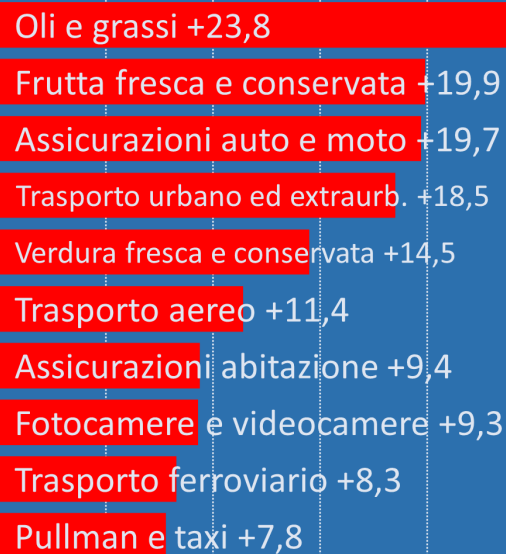 Oli e grassi +23,8
Frutta fresca e conservata +19,9
Assicurazioni auto e moto +19,7
Trasporto urbano ed extraurb. +18,5
Verdura fresca e conservata +14,5
Trasporto aereo +11,4
Assicurazioni abitazione +9,4
Fotocamere e videocamere +9,3
Trasporto ferroviario +8,3
Pullman e taxi +7,8